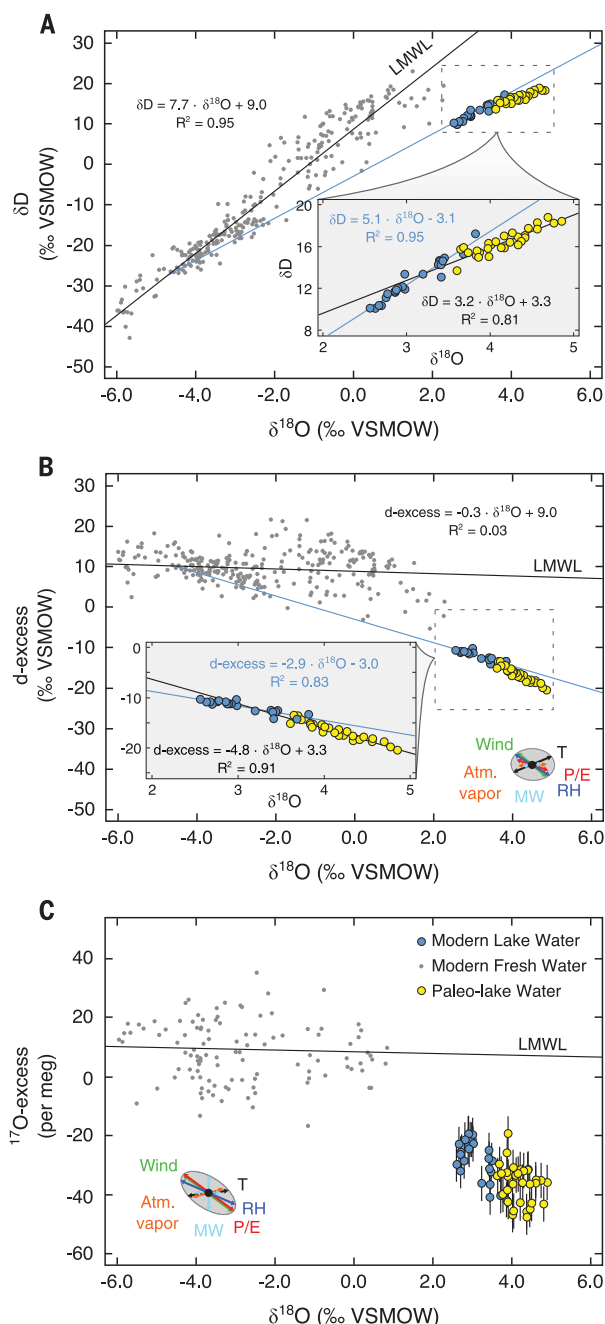 A
30
20
10
0
-10
-20
-30
-40
-50
δD
(‰ VSMOW)
LMWL
δD = 7.7 · δ¹⁸O + 9.0
R² = 0.95
20
16
12
8
δD
δD = 5.1 · δ¹⁸O - 3.1
R² = 0.95
δD = 3.2 · δ¹⁸O + 3.3
R² = 0.81
2 3 4 5
δ¹⁸O
-6.0 -4.0 -2.0 0.0 2.0 4.0 6.0
δ¹⁸O (‰ VSMOW)
B
30
20
10
0
-10
-20
-30
-40
-50
d-excess
(‰ VSMOW)
d-excess = -0.3 · δ¹⁸O + 9.0
R² = 0.03
LMWL
0
-10
-20
d-excess = -2.9 · δ¹⁸O - 3.0
R² = 0.83
d-excess = -4.8 · δ¹⁸O + 3.3
R² = 0.91
2 3 4 5
δ¹⁸O
Wind T
Atm. P/E
vapor RH
MW
-6.0 -4.0 -2.0 0.0 2.0 4.0 6.0
δ¹⁸O (‰ VSMOW)
C
40
20
0
-20
-40
-60
¹⁷O-excess
(per meg)
Modern Lake Water
Modern Fresh Water
Paleo-lake Water
LMWL
Wind T
Atm. RH
vapor P/E
MW
-6.0 -4.0 -2.0 0.0 2.0 4.0 6.0
δ¹⁸O (‰ VSMOW)